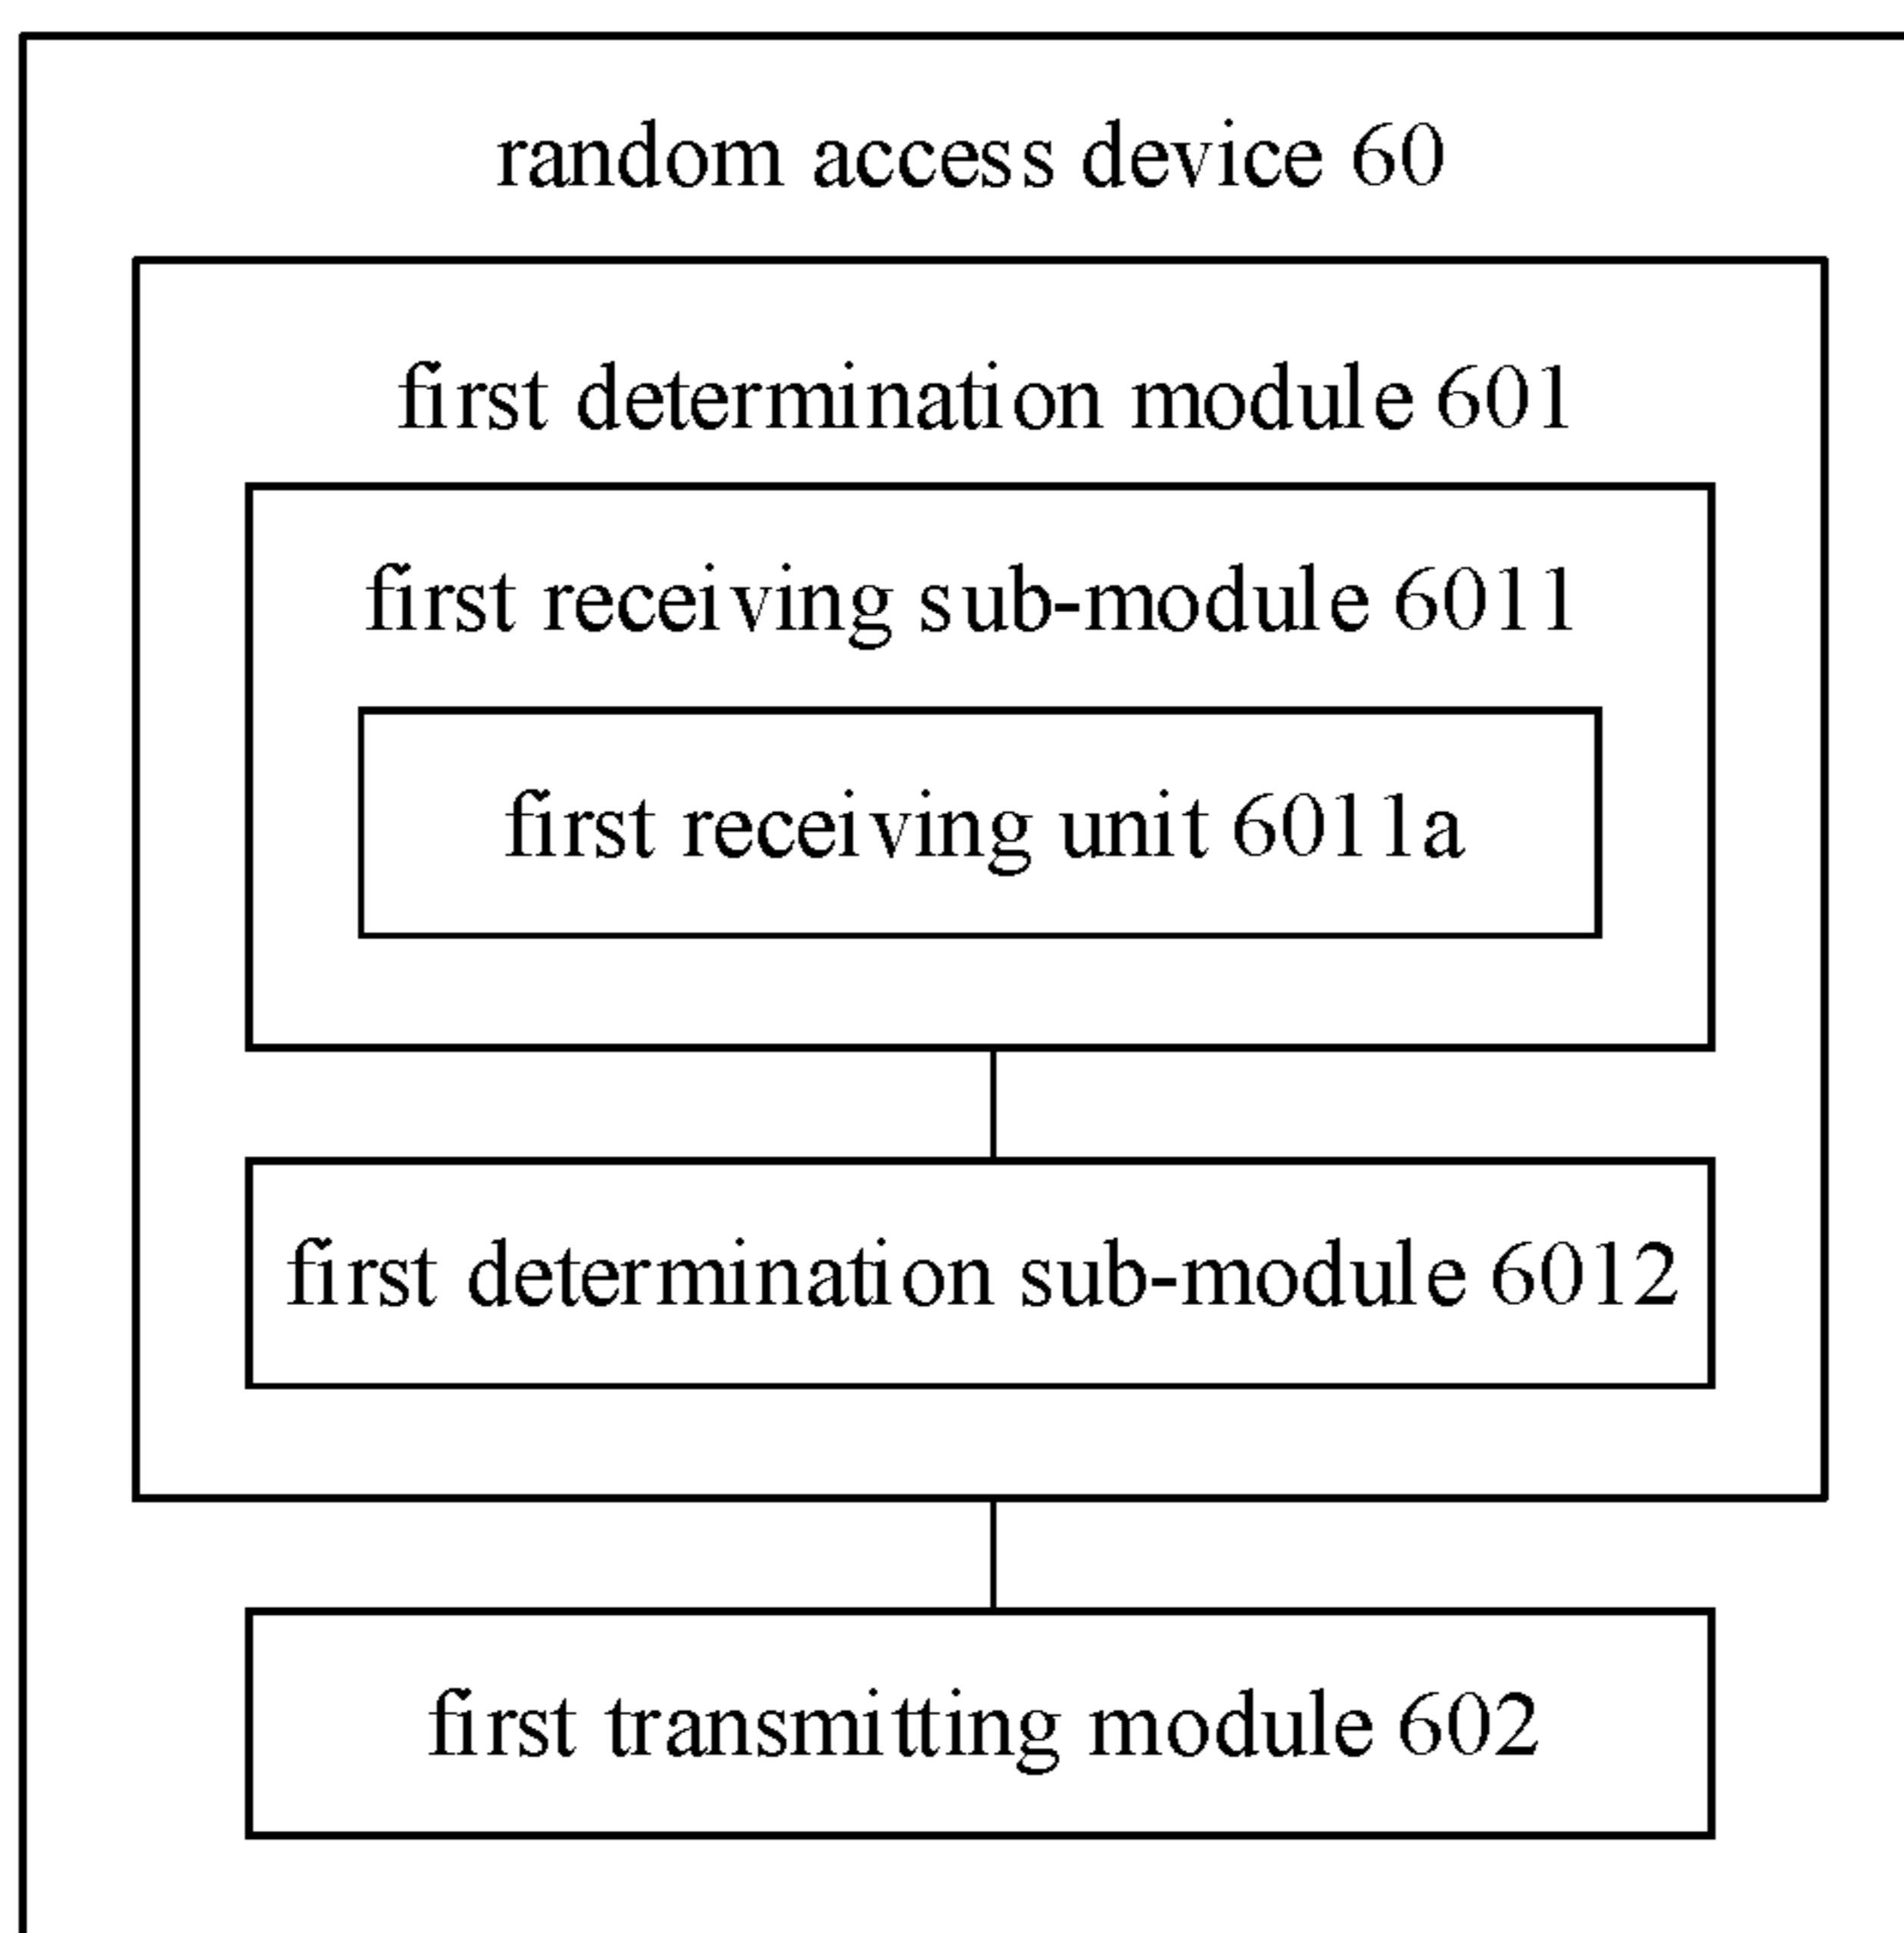 random access device 60
first determination module 601
first receiving sub-module 6011
first receiving unit 6011a
first determination sub-module 6012
first transmitting module 602